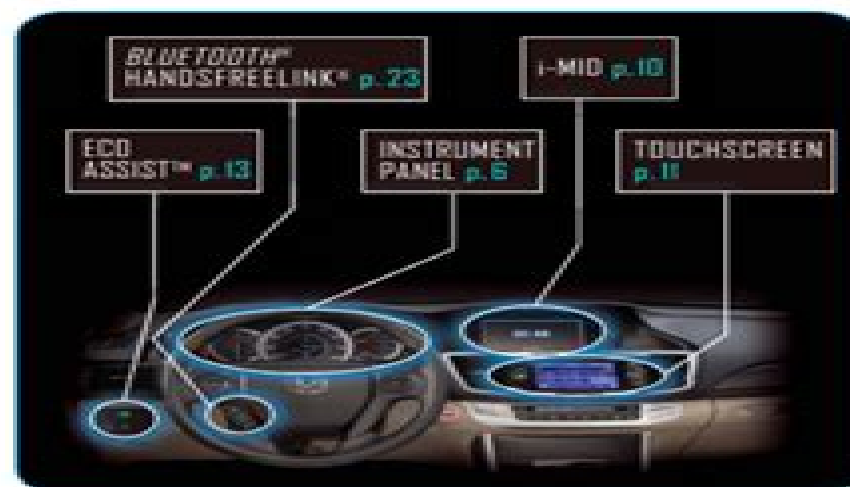 BLUETOOTH®
HANDSFREELINK® p.23
i-MID p.10
ECO
ASSIST™ p.13
INSTRUMENT
PANEL p.6
TOUCHSCREEN
p.11